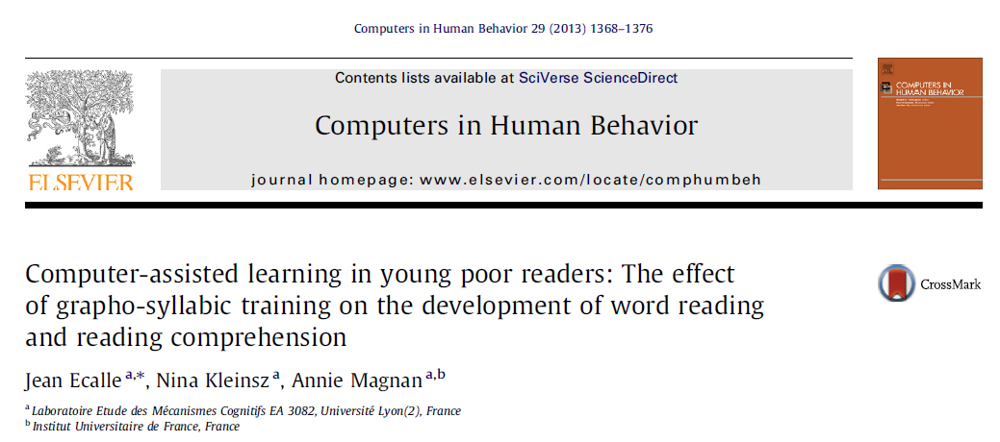 Computers in Human Behavior 29 (2013) 1368–1376
Contents lists available at SciVerse ScienceDirect
Computers in Human Behavior
journal homepage: www.elsevier.com/locate/comphumbeh
ELSEVIER
COMPUTERS IN
HUMAN BEHAVIOR
Computer-assisted learning in young poor readers: The effect
of grapho-syllabic training on the development of word reading
and reading comprehension
CrossMark
Jean Ecalle a,*, Nina Kleinsz a, Annie Magnan a,b
a Laboratoire Etude des Mécanismes Cognitifs EA 3082, Université Lyon(2), France
b Institut Universitaire de France, France